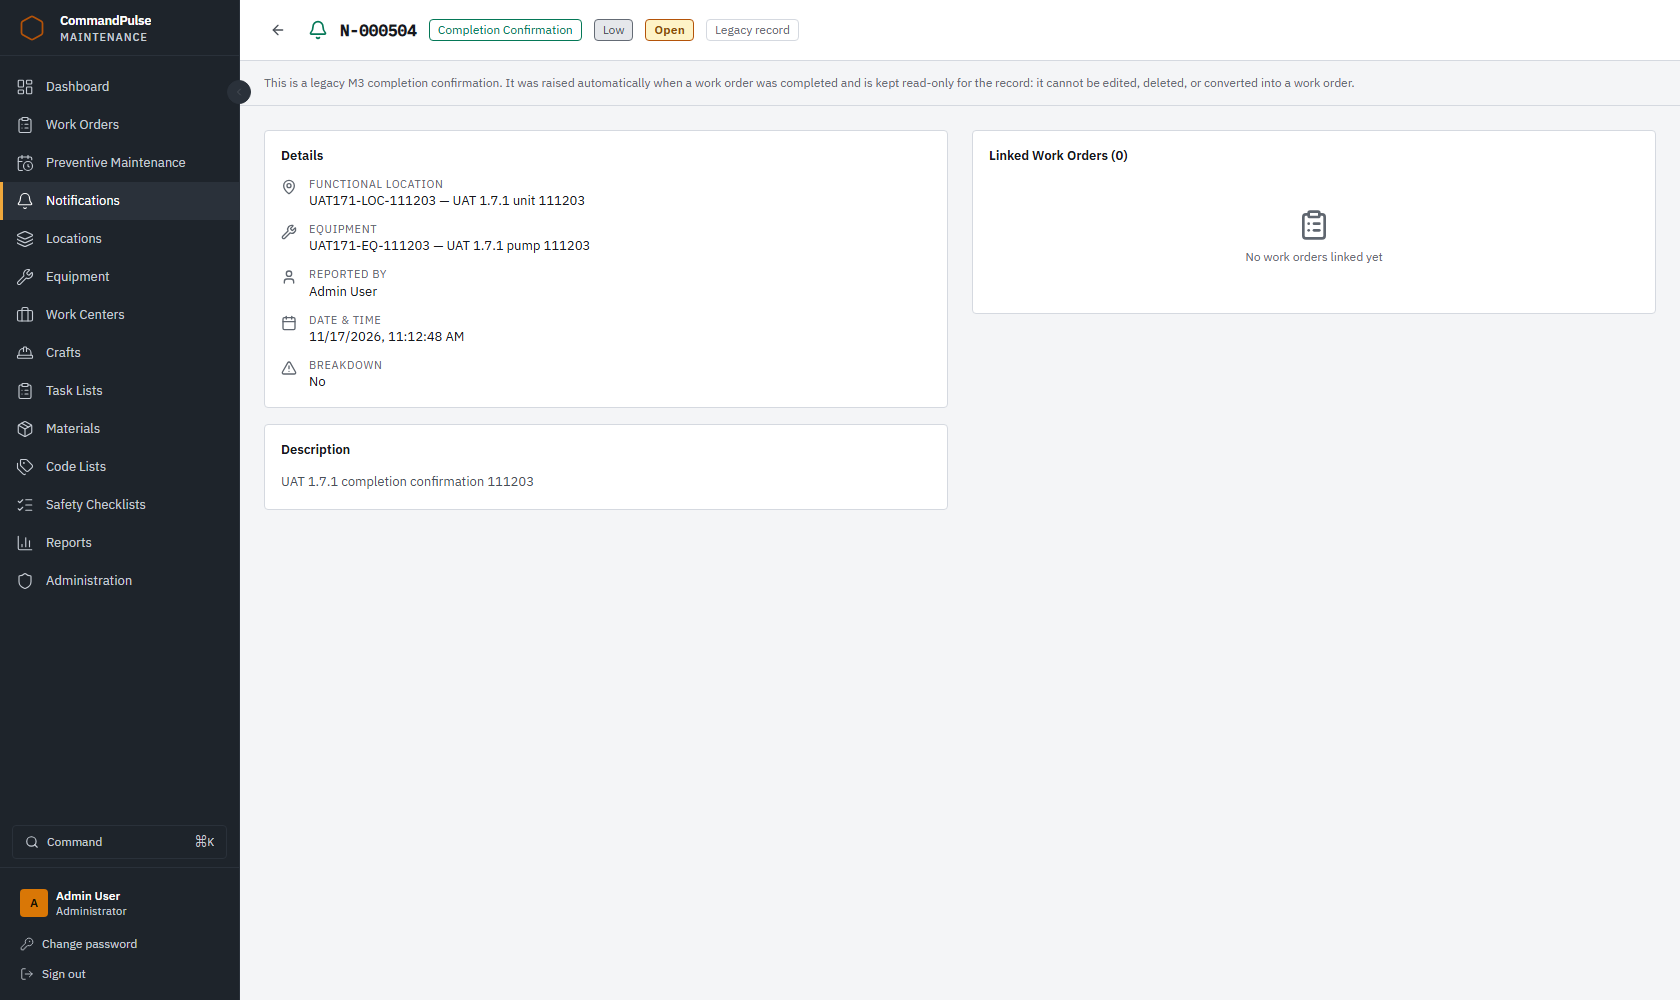 CommandPulse
MAINTENANCE
Dashboard
Work Orders
Preventive Maintenance
Notifications
Locations
Equipment
Work Centers
Crafts
Task Lists
Materials
Code Lists
Safety Checklists
Reports
Administration
Command ⌘K
A
Admin User
Administrator
Change password
Sign out
N-000504 Completion Confirmation Low Open Legacy record
This is a legacy M3 completion confirmation. It was raised automatically when a work order was completed and is kept read-only for the record: it cannot be edited, deleted, or converted into a work order.
Details
FUNCTIONAL LOCATION
UAT171-LOC-111203 — UAT 1.7.1 unit 111203
EQUIPMENT
UAT171-EQ-111203 — UAT 1.7.1 pump 111203
REPORTED BY
Admin User
DATE & TIME
11/17/2026, 11:12:48 AM
BREAKDOWN
No
Description
UAT 1.7.1 completion confirmation 111203
Linked Work Orders (0)
No work orders linked yet